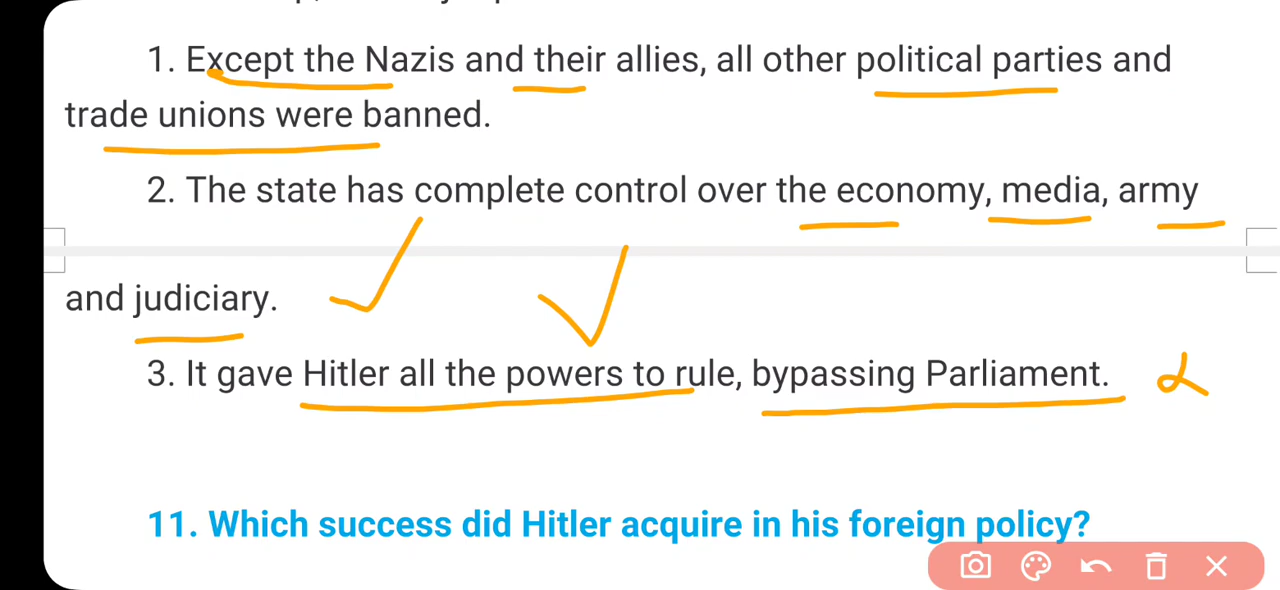 1. Except the Nazis and their allies, all other political parties and
trade unions were banned.
2. The state has complete control over the economy, media, army
and judiciary.
3. It gave Hitler all the powers to rule, bypassing Parliament.
11. Which success did Hitler acquire in his foreign policy?